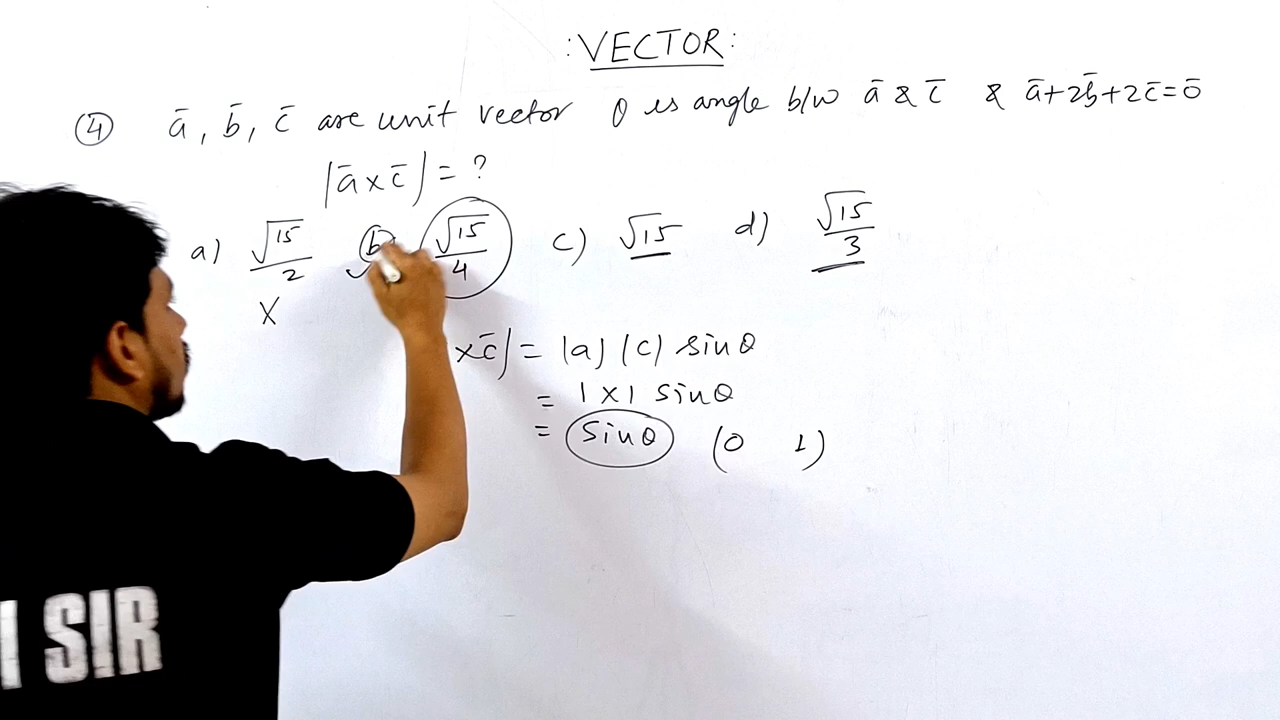 :VECTOR:
④ a̅, b̅, c̅ are unit vector θ is angle b/w a̅ & c̅ & a̅+2b̅+2c̅=0̅
|a̅×c̅| = ?
a) √15/2 b) √15/4 c) √15 d) √15/3
X
×c̅| = |a| |c| sinθ
= 1×1 sinθ
= sinθ (0 1)
I SIR